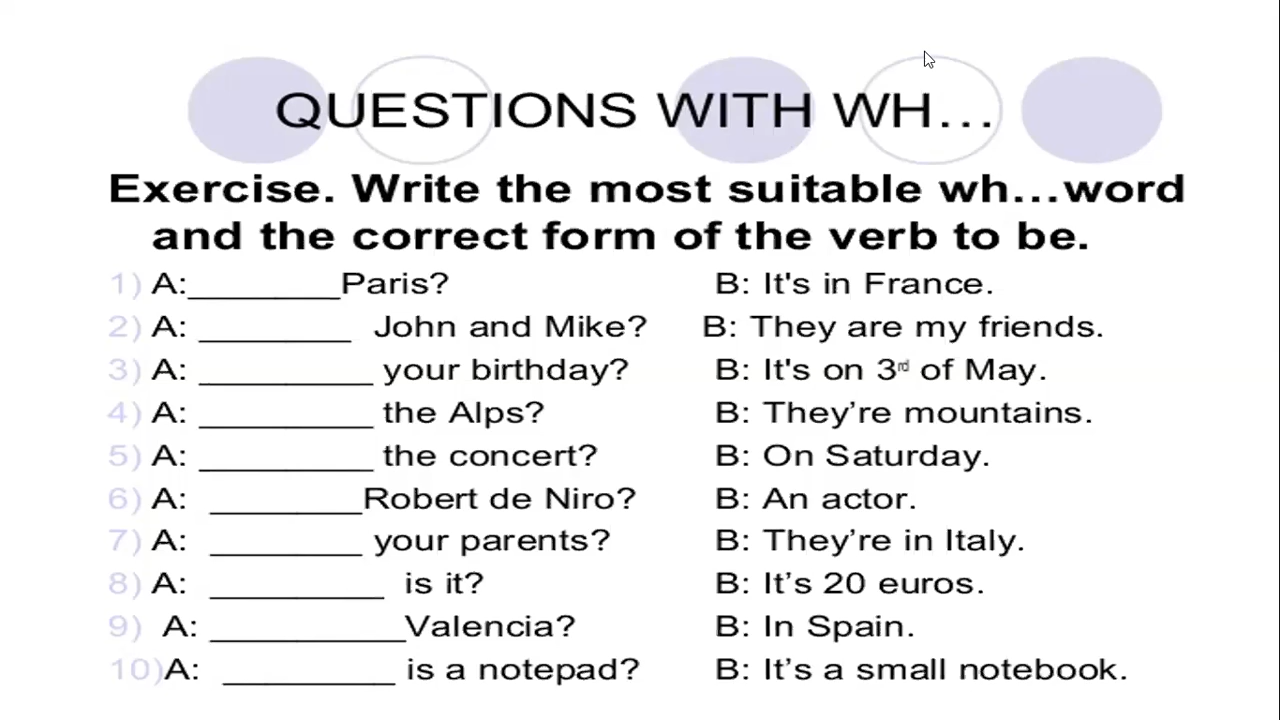 QUESTIONS WITH WH...
Exercise. Write the most suitable wh...word
and the correct form of the verb to be.
1) A:_________Paris? B: It's in France.
2) A: _________ John and Mike? B: They are my friends.
3) A: __________ your birthday? B: It's on 3rd of May.
4) A: __________ the Alps? B: They’re mountains.
5) A: __________ the concert? B: On Saturday.
6) A: _________Robert de Niro? B: An actor.
7) A: _________ your parents? B: They’re in Italy.
8) A: __________ is it? B: It’s 20 euros.
9) A: ___________Valencia? B: In Spain.
10)A: __________ is a notepad? B: It’s a small notebook.